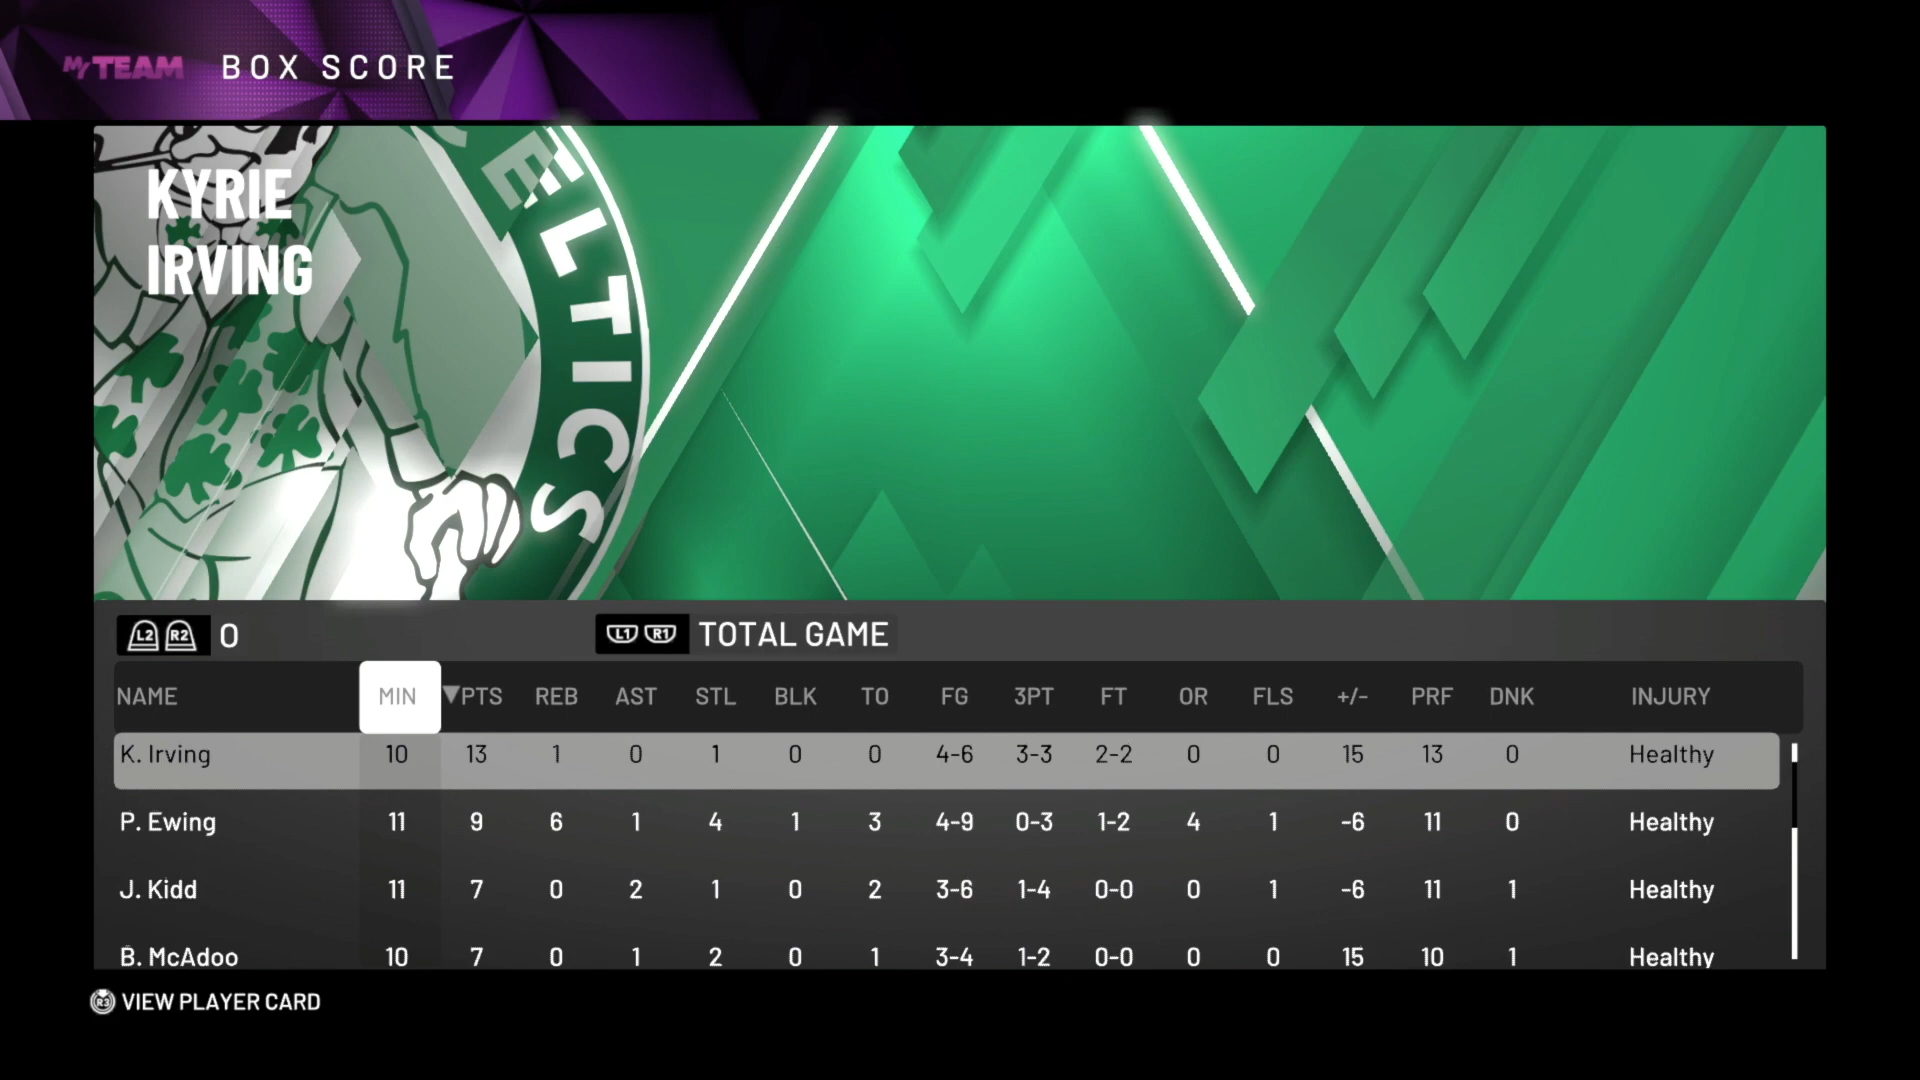 MyTEAM BOX SCORE
KYRIE
IRVING
CELTICS
L2 R2 0 L1 R1 TOTAL GAME
NAME MIN ▼PTS REB AST STL BLK TO FG 3PT FT OR FLS +/- PRF DNK INJURY
K. Irving 10 13 1 0 1 0 0 4-6 3-3 2-2 0 0 15 13 0 Healthy
P. Ewing 11 9 6 1 4 1 3 4-9 0-3 1-2 4 1 -6 11 0 Healthy
J. Kidd 11 7 0 2 1 0 2 3-6 1-4 0-0 0 1 -6 11 1 Healthy
B. McAdoo 10 7 0 1 2 0 1 3-4 1-2 0-0 0 0 15 10 1 Healthy
R3 VIEW PLAYER CARD